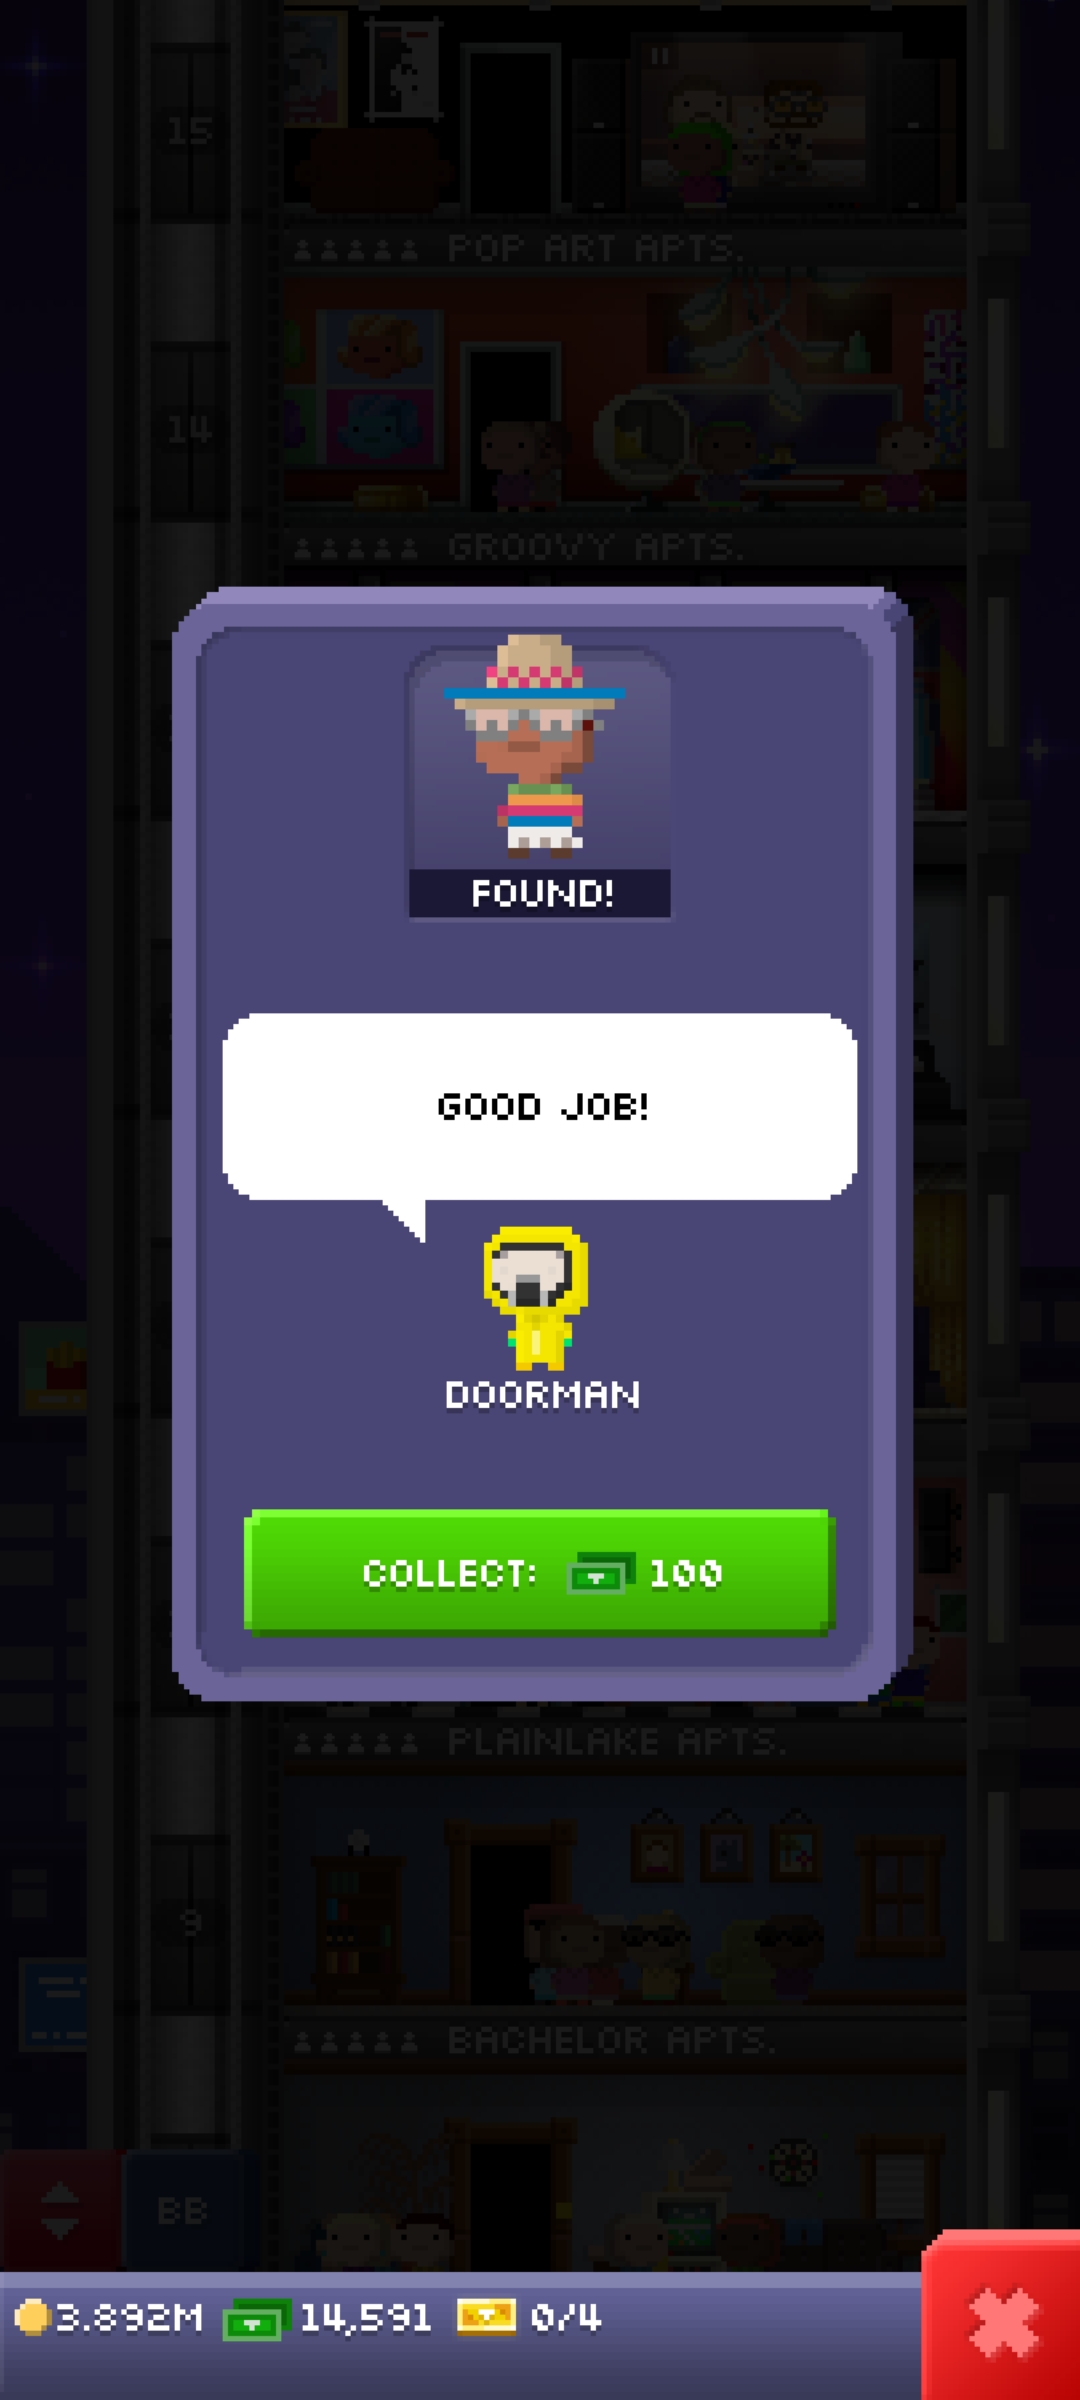 15
POP ART APTS.
14
GROOVY APTS.
FOUND!
GOOD JOB!
DOORMAN
COLLECT: 100
PLAINLAKE APTS.
9
BACHELOR APTS.
BB
3.892M 14,591 0/4